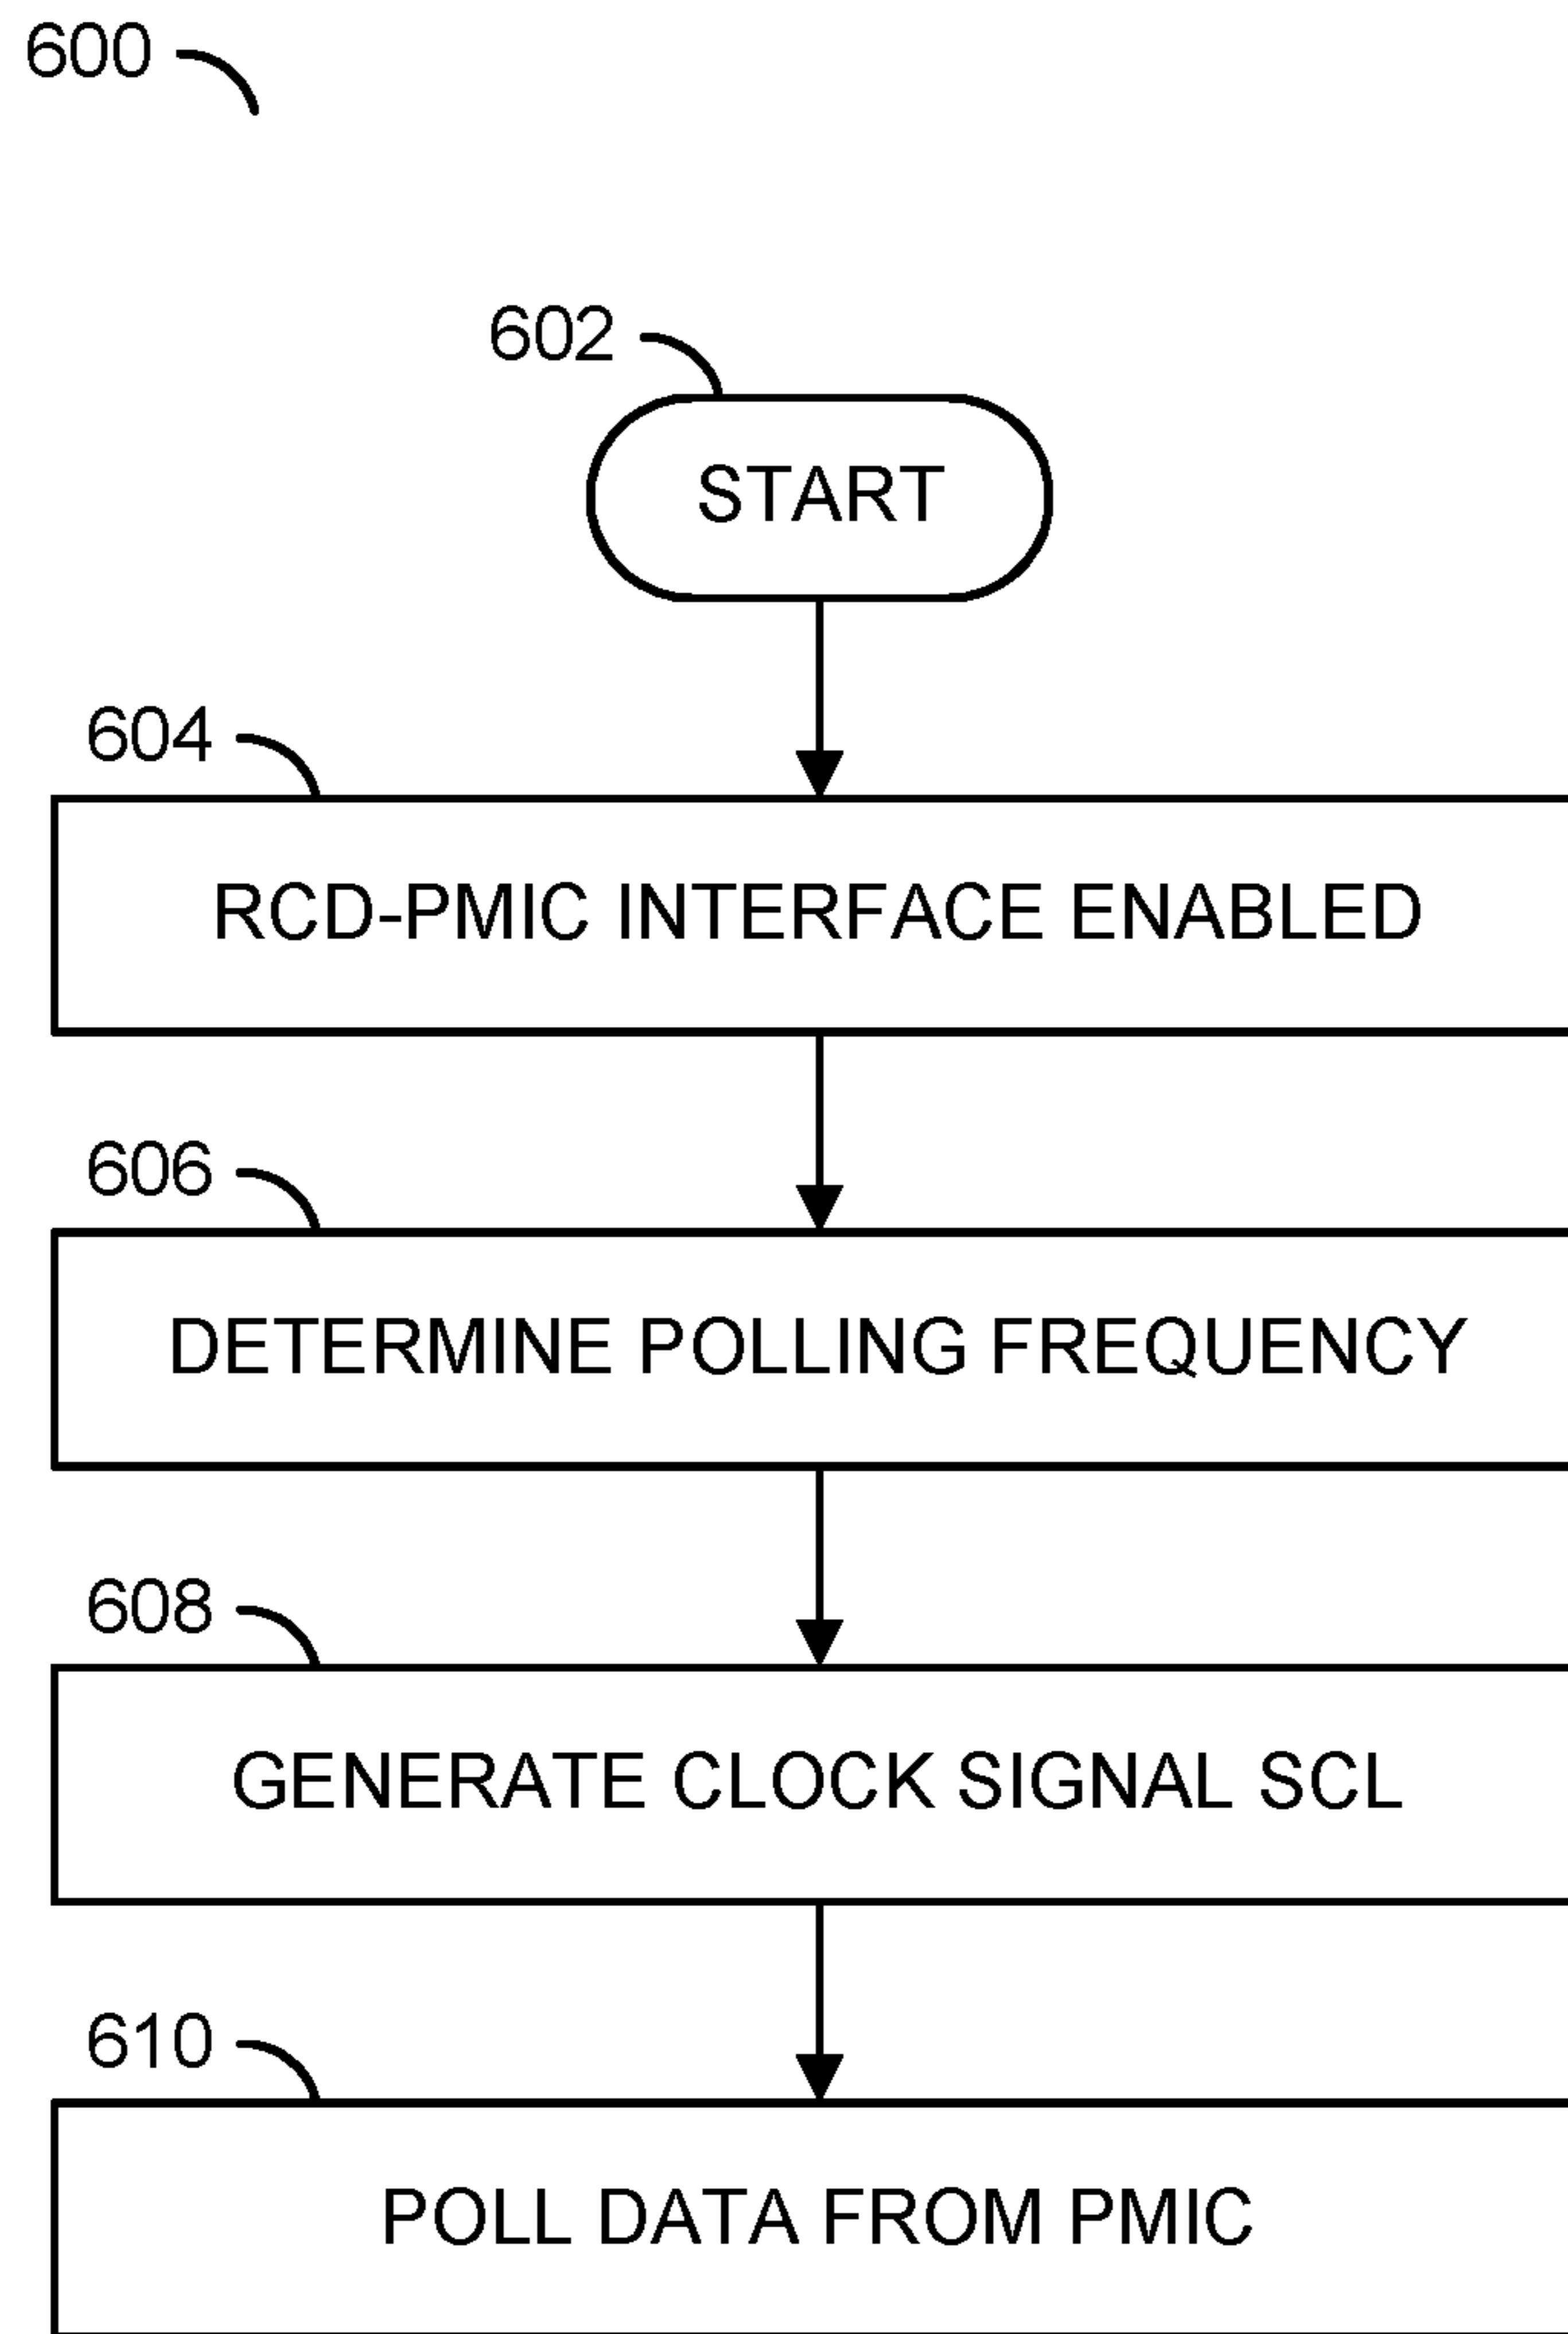 600
602
START
604
RCD-PMIC INTERFACE ENABLED
606
DETERMINE POLLING FREQUENCY
608
GENERATE CLOCK SIGNAL SCL
610
POLL DATA FROM PMIC